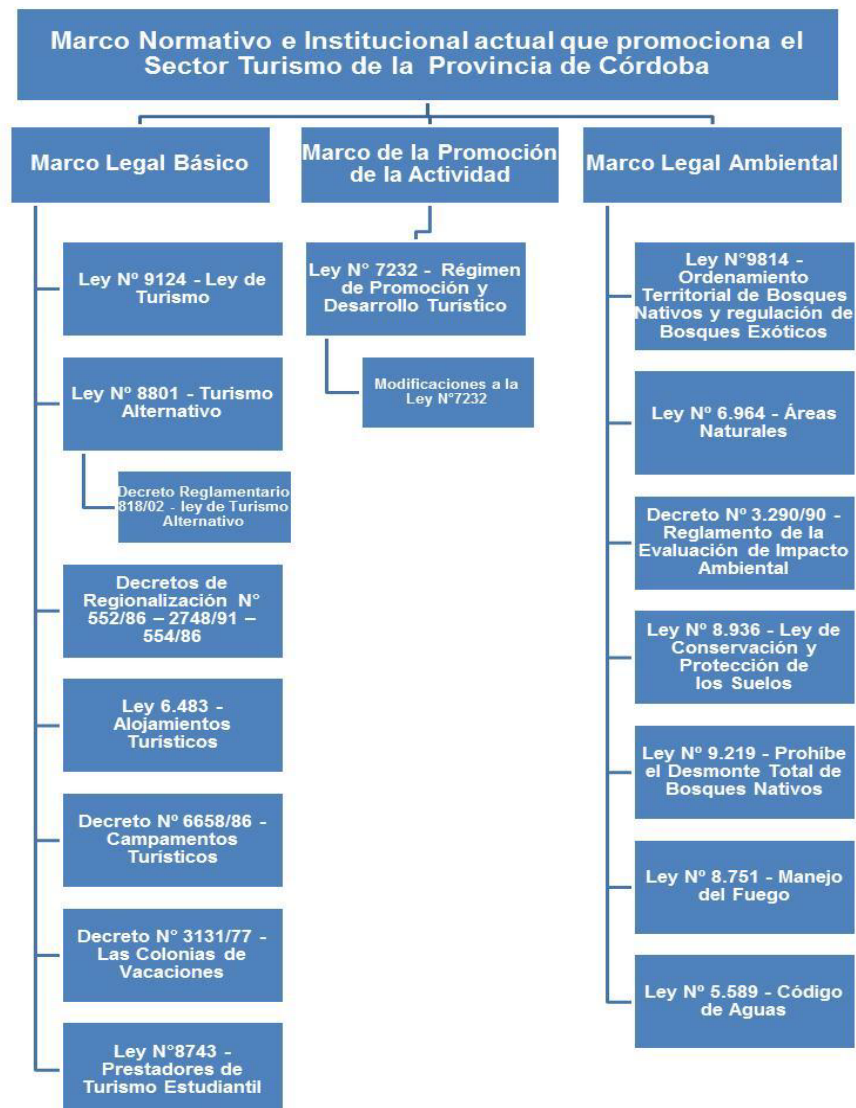 Marco Normativo e Institucional actual que promociona el
Sector Turismo de la Provincia de Córdoba
Marco Legal Básico
Ley Nº 9124 - Ley de
Turismo
Ley Nº 8801 - Turismo
Alternativo
Decreto Reglamentario
818/02 - ley de Turismo
Alternativo
Decretos de
Regionalización N°
552/86 – 2748/91 –
554/86
Ley 6.483 -
Alojamientos
Turísticos
Decreto Nº 6658/86 -
Campamentos
Turísticos
Decreto N° 3131/77 -
Las Colonias de
Vacaciones
Ley N°8743 -
Prestadores de
Turismo Estudiantil
Marco de la Promoción
de la Actividad
Ley N° 7232 - Régimen
de Promoción y
Desarrollo Turístico
Modificaciones a la
Ley N°7232
Marco Legal Ambiental
Ley N°9814 -
Ordenamiento
Territorial de Bosques
Nativos y regulación de
Bosques Exóticos
Ley Nº 6.964 - Áreas
Naturales
Decreto Nº 3.290/90 -
Reglamento de la
Evaluación de Impacto
Ambiental
Ley Nº 8.936 - Ley de
Conservación y
Protección de
los Suelos
Ley Nº 9.219 - Prohíbe
el Desmonte Total de
Bosques Nativos
Ley Nº 8.751 - Manejo
del Fuego
Ley Nº 5.589 - Código
de Aguas